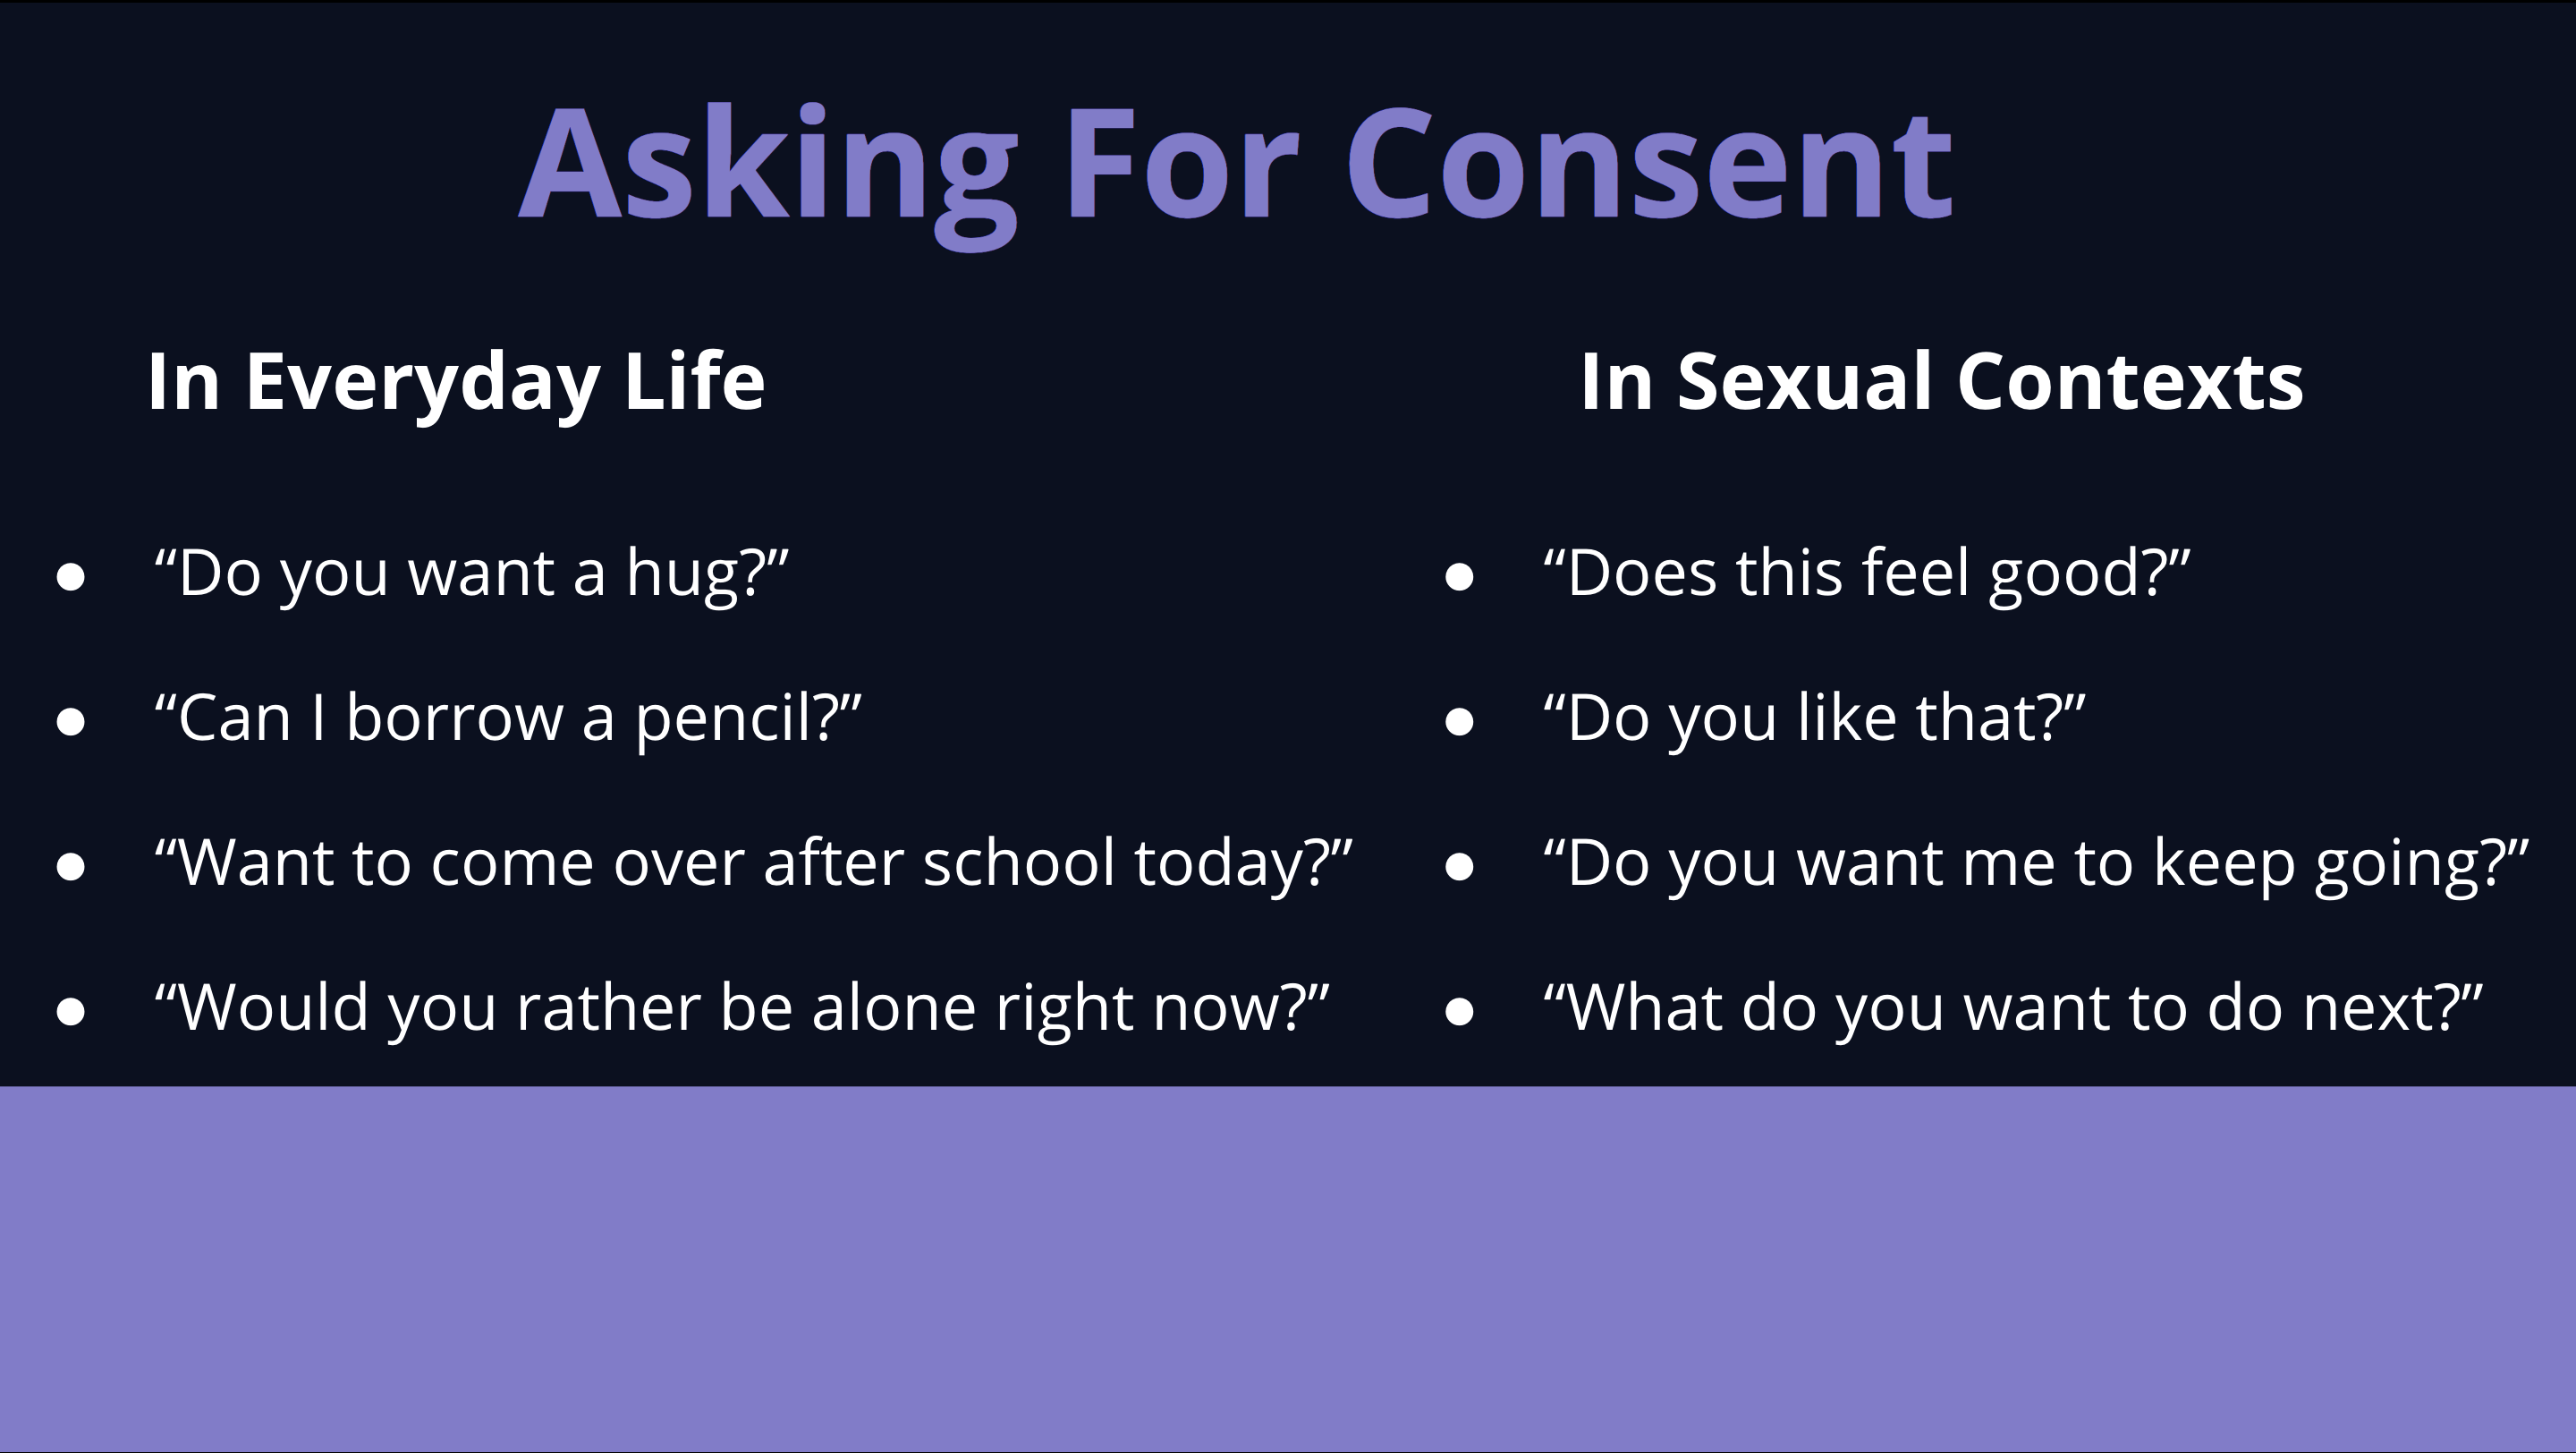 Asking For Consent
In Everyday Life
● “Do you want a hug?”
● “Can I borrow a pencil?”
● “Want to come over after school today?”
● “Would you rather be alone right now?”
In Sexual Contexts
● “Does this feel good?”
● “Do you like that?”
● “Do you want me to keep going?”
● “What do you want to do next?”